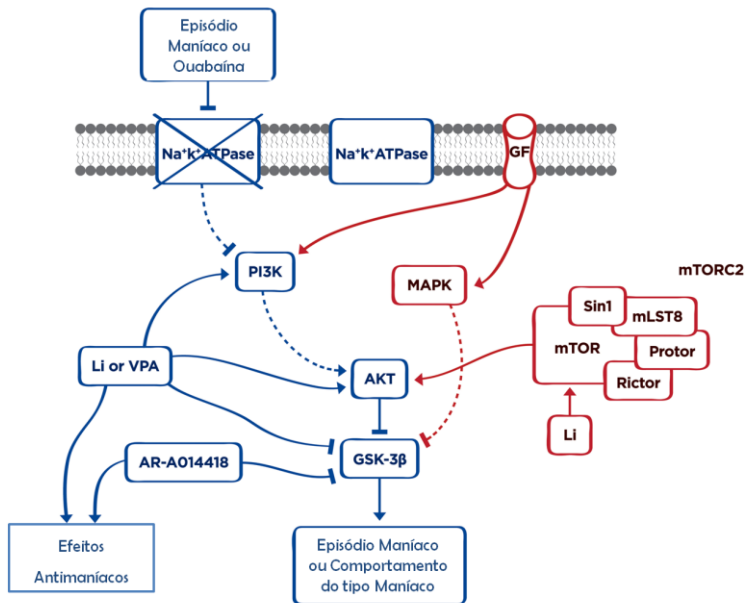 Episódio
Maníaco ou
Ouabaína
Na⁺k⁺ATPase
Na⁺k⁺ATPase
GF
PI3K
MAPK
mTORC2
Sin1
mLST8
mTOR
Protor
Rictor
Li or VPA
AKT
Li
AR-A014418
GSK-3β
Efeitos
Antimaníacos
Episódio Maníaco
ou Comportamento
do tipo Maníaco